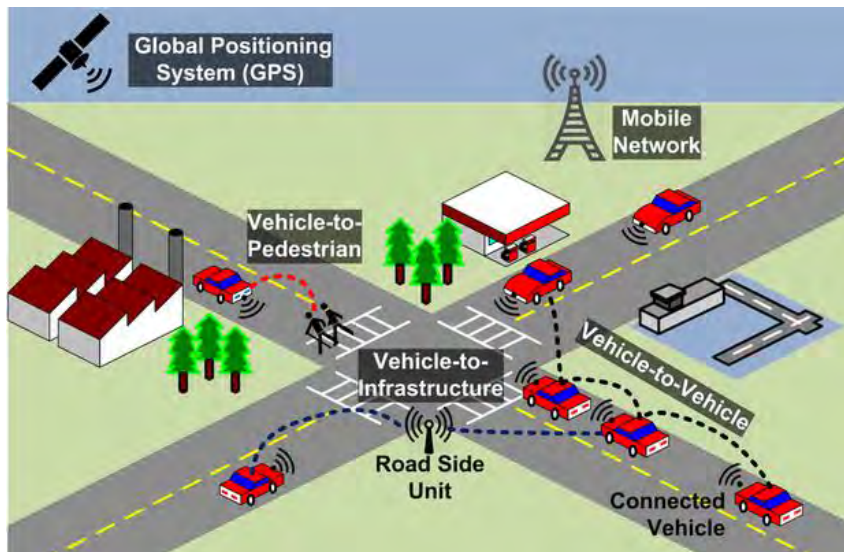 Global Positioning
System (GPS)
Mobile
Network
Vehicle-to-
Pedestrian
Vehicle-to-
Infrastructure
Vehicle-to-Vehicle
Road Side
Unit
Connected
Vehicle